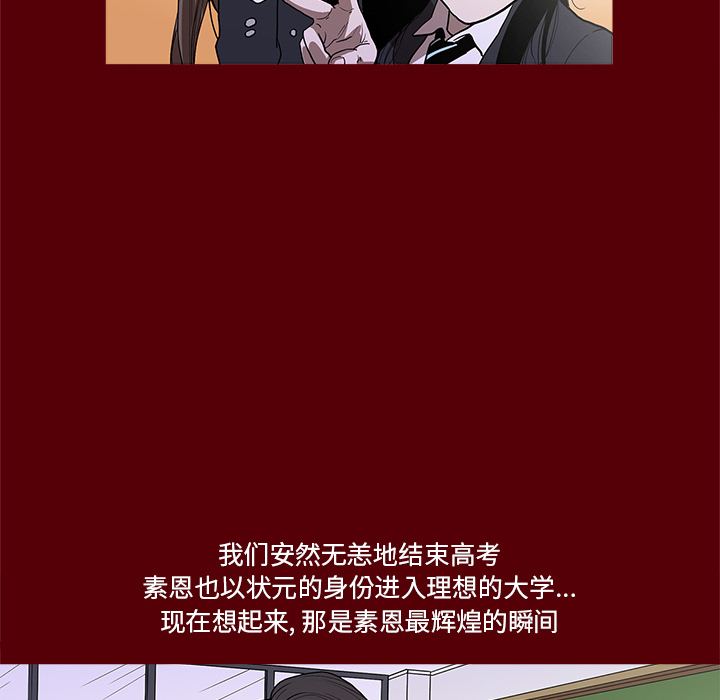 我们安然无恙地结束高考
素恩也以状元的身份进入理想的大学...
现在想起来, 那是素恩最辉煌的瞬间